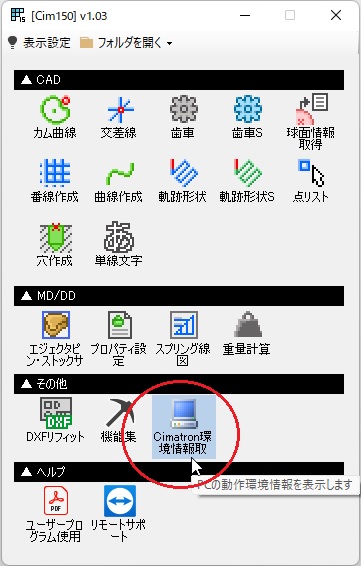 [Cim150] v1.03
表示設定 フォルダを開く
▲ CAD
カム曲線 交差線 歯車 歯車S 球面情報
取得
番線作成 曲線作成 軌跡形状 軌跡形状S 点リスト
穴作成 単線文字
▲ MD/DD
エジェクタピ プロパティ設 スプリング線 重量計算
ン・ストックサ 定 図
▲ その他
DXFリフィット 機能集 Cimatron環
境情報取
PCの動作環境情報を表示します
▲ ヘルプ
ユーザープロ リモートサポ
グラム使用 ート